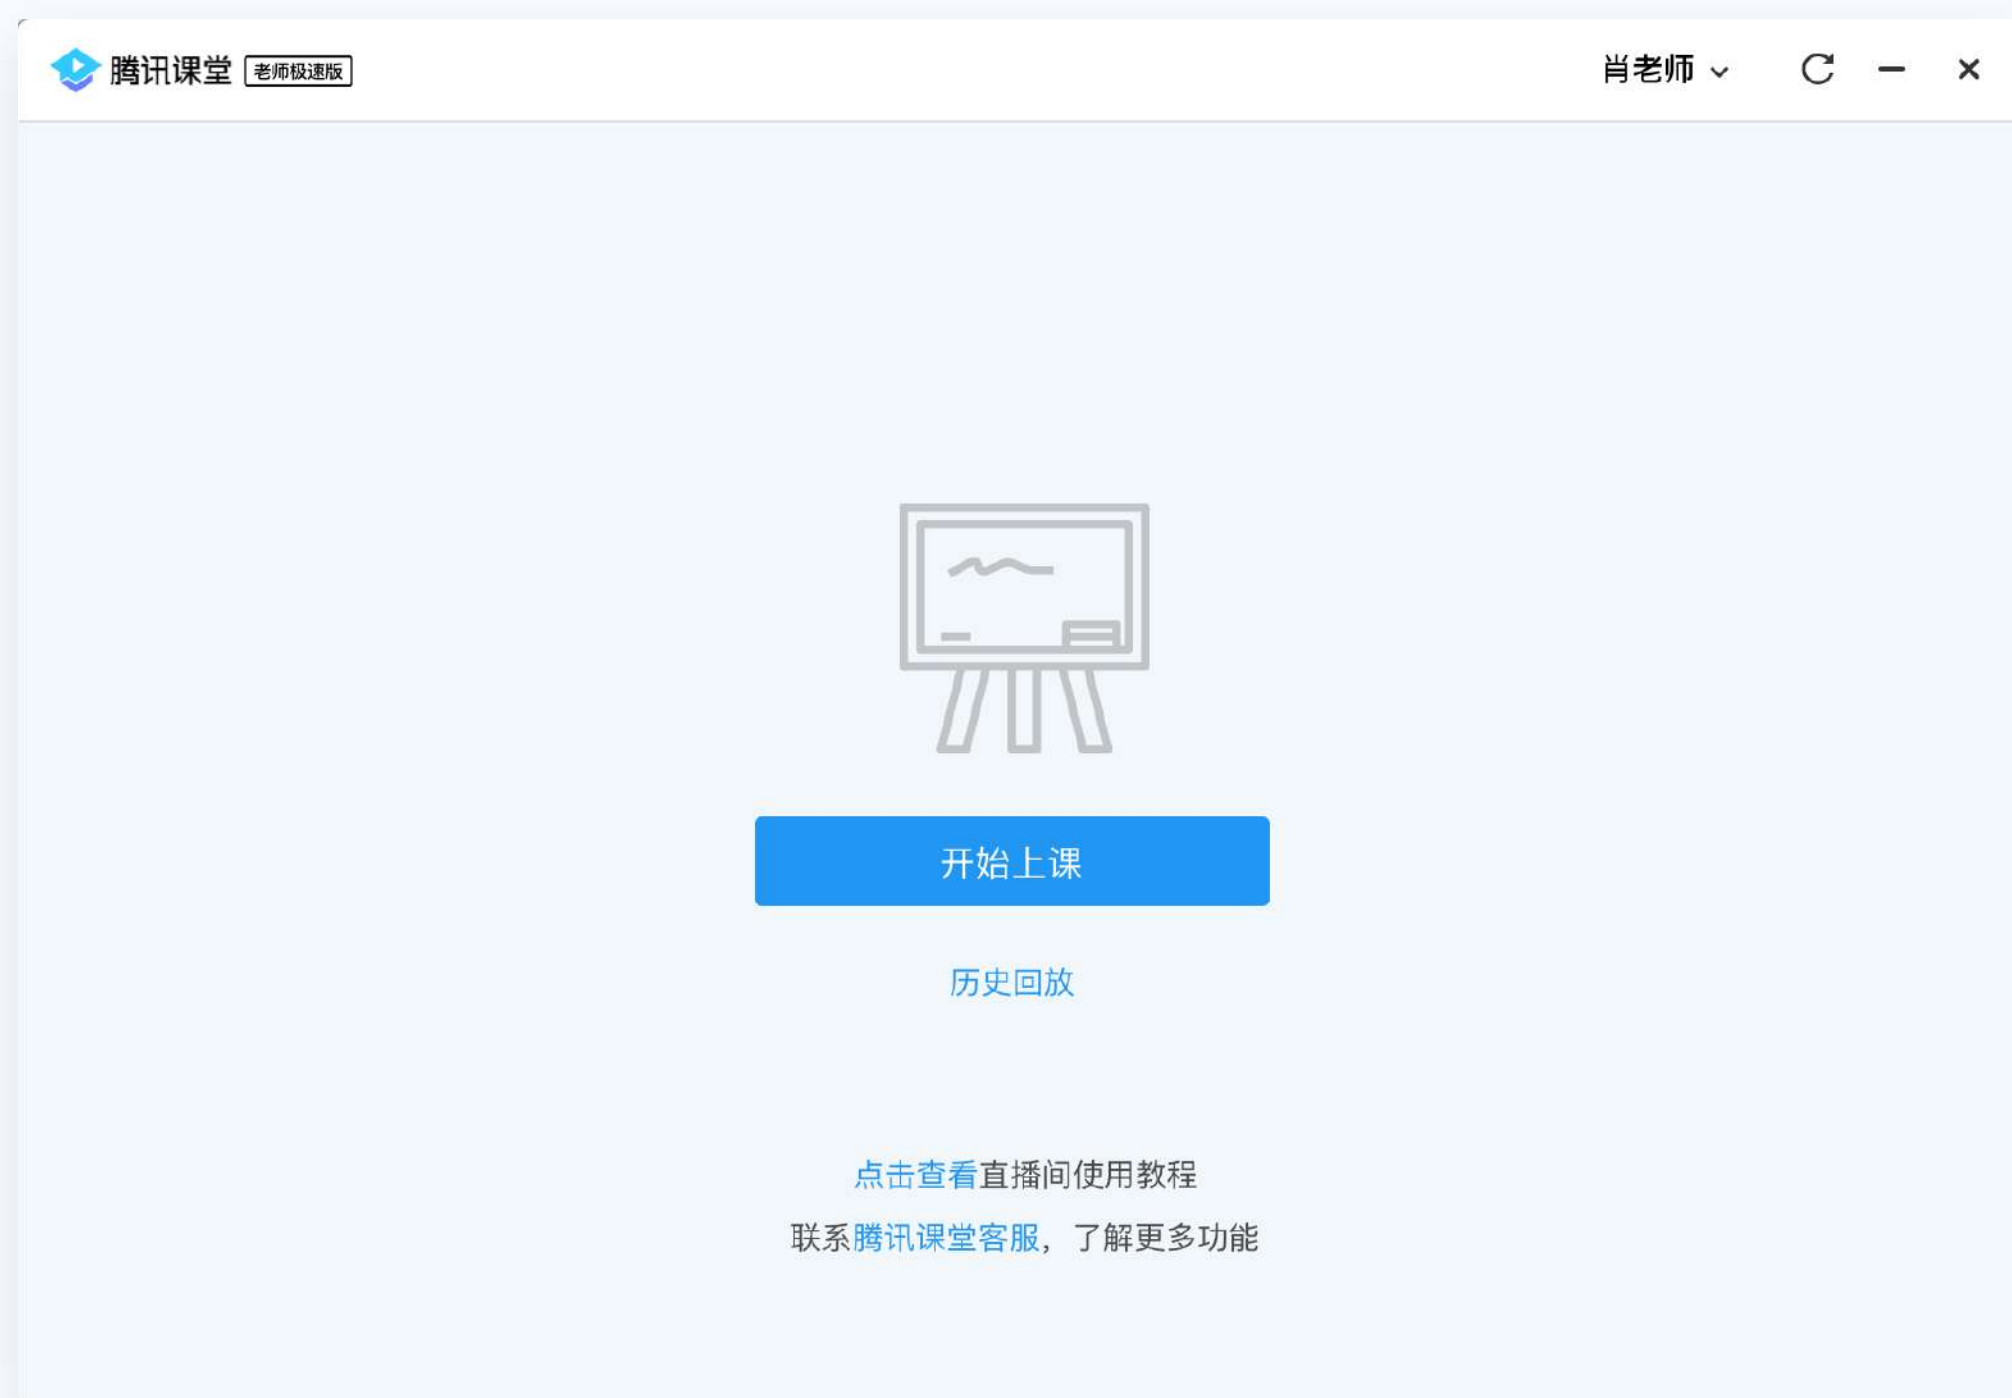 腾讯课堂 老师极速版
肖老师
开始上课
历史回放
点击查看直播间使用教程
联系腾讯课堂客服，了解更多功能